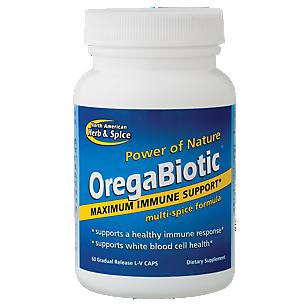 North American
Herb & Spice
Power of Nature
OregaBiotic™
MAXIMUM IMMUNE SUPPORT*
multi-spice formula
• supports a healthy immune response*
• supports white blood cell health*
60 Gradual Release L-V CAPS
Dietary Supplement